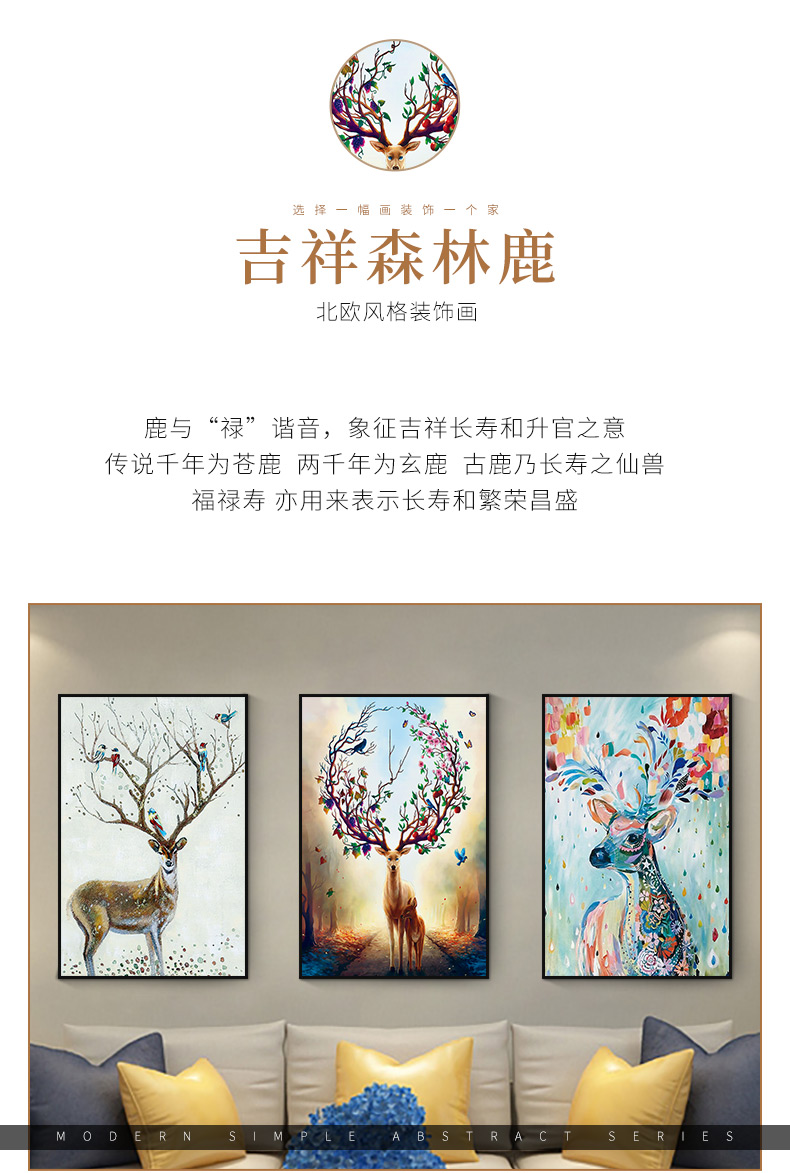 选择一幅画装饰一个家
吉祥森林鹿
北欧风格装饰画
鹿与“禄”谐音，象征吉祥长寿和升官之意
传说千年为苍鹿 两千年为玄鹿 古鹿乃长寿之仙兽
福禄寿 亦用来表示长寿和繁荣昌盛
MODERN SIMPLE ABSTRACT SERIES